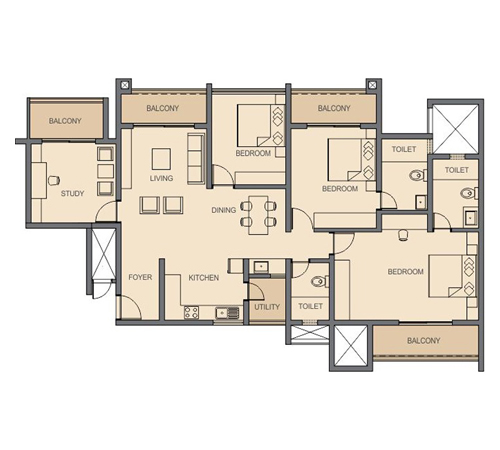 BALCONY
BALCONY
BALCONY
TOILET
BEDROOM
TOILET
LIVING
BEDROOM
STUDY
DINING
BEDROOM
FOYER
KITCHEN
UTILITY
TOILET
BALCONY